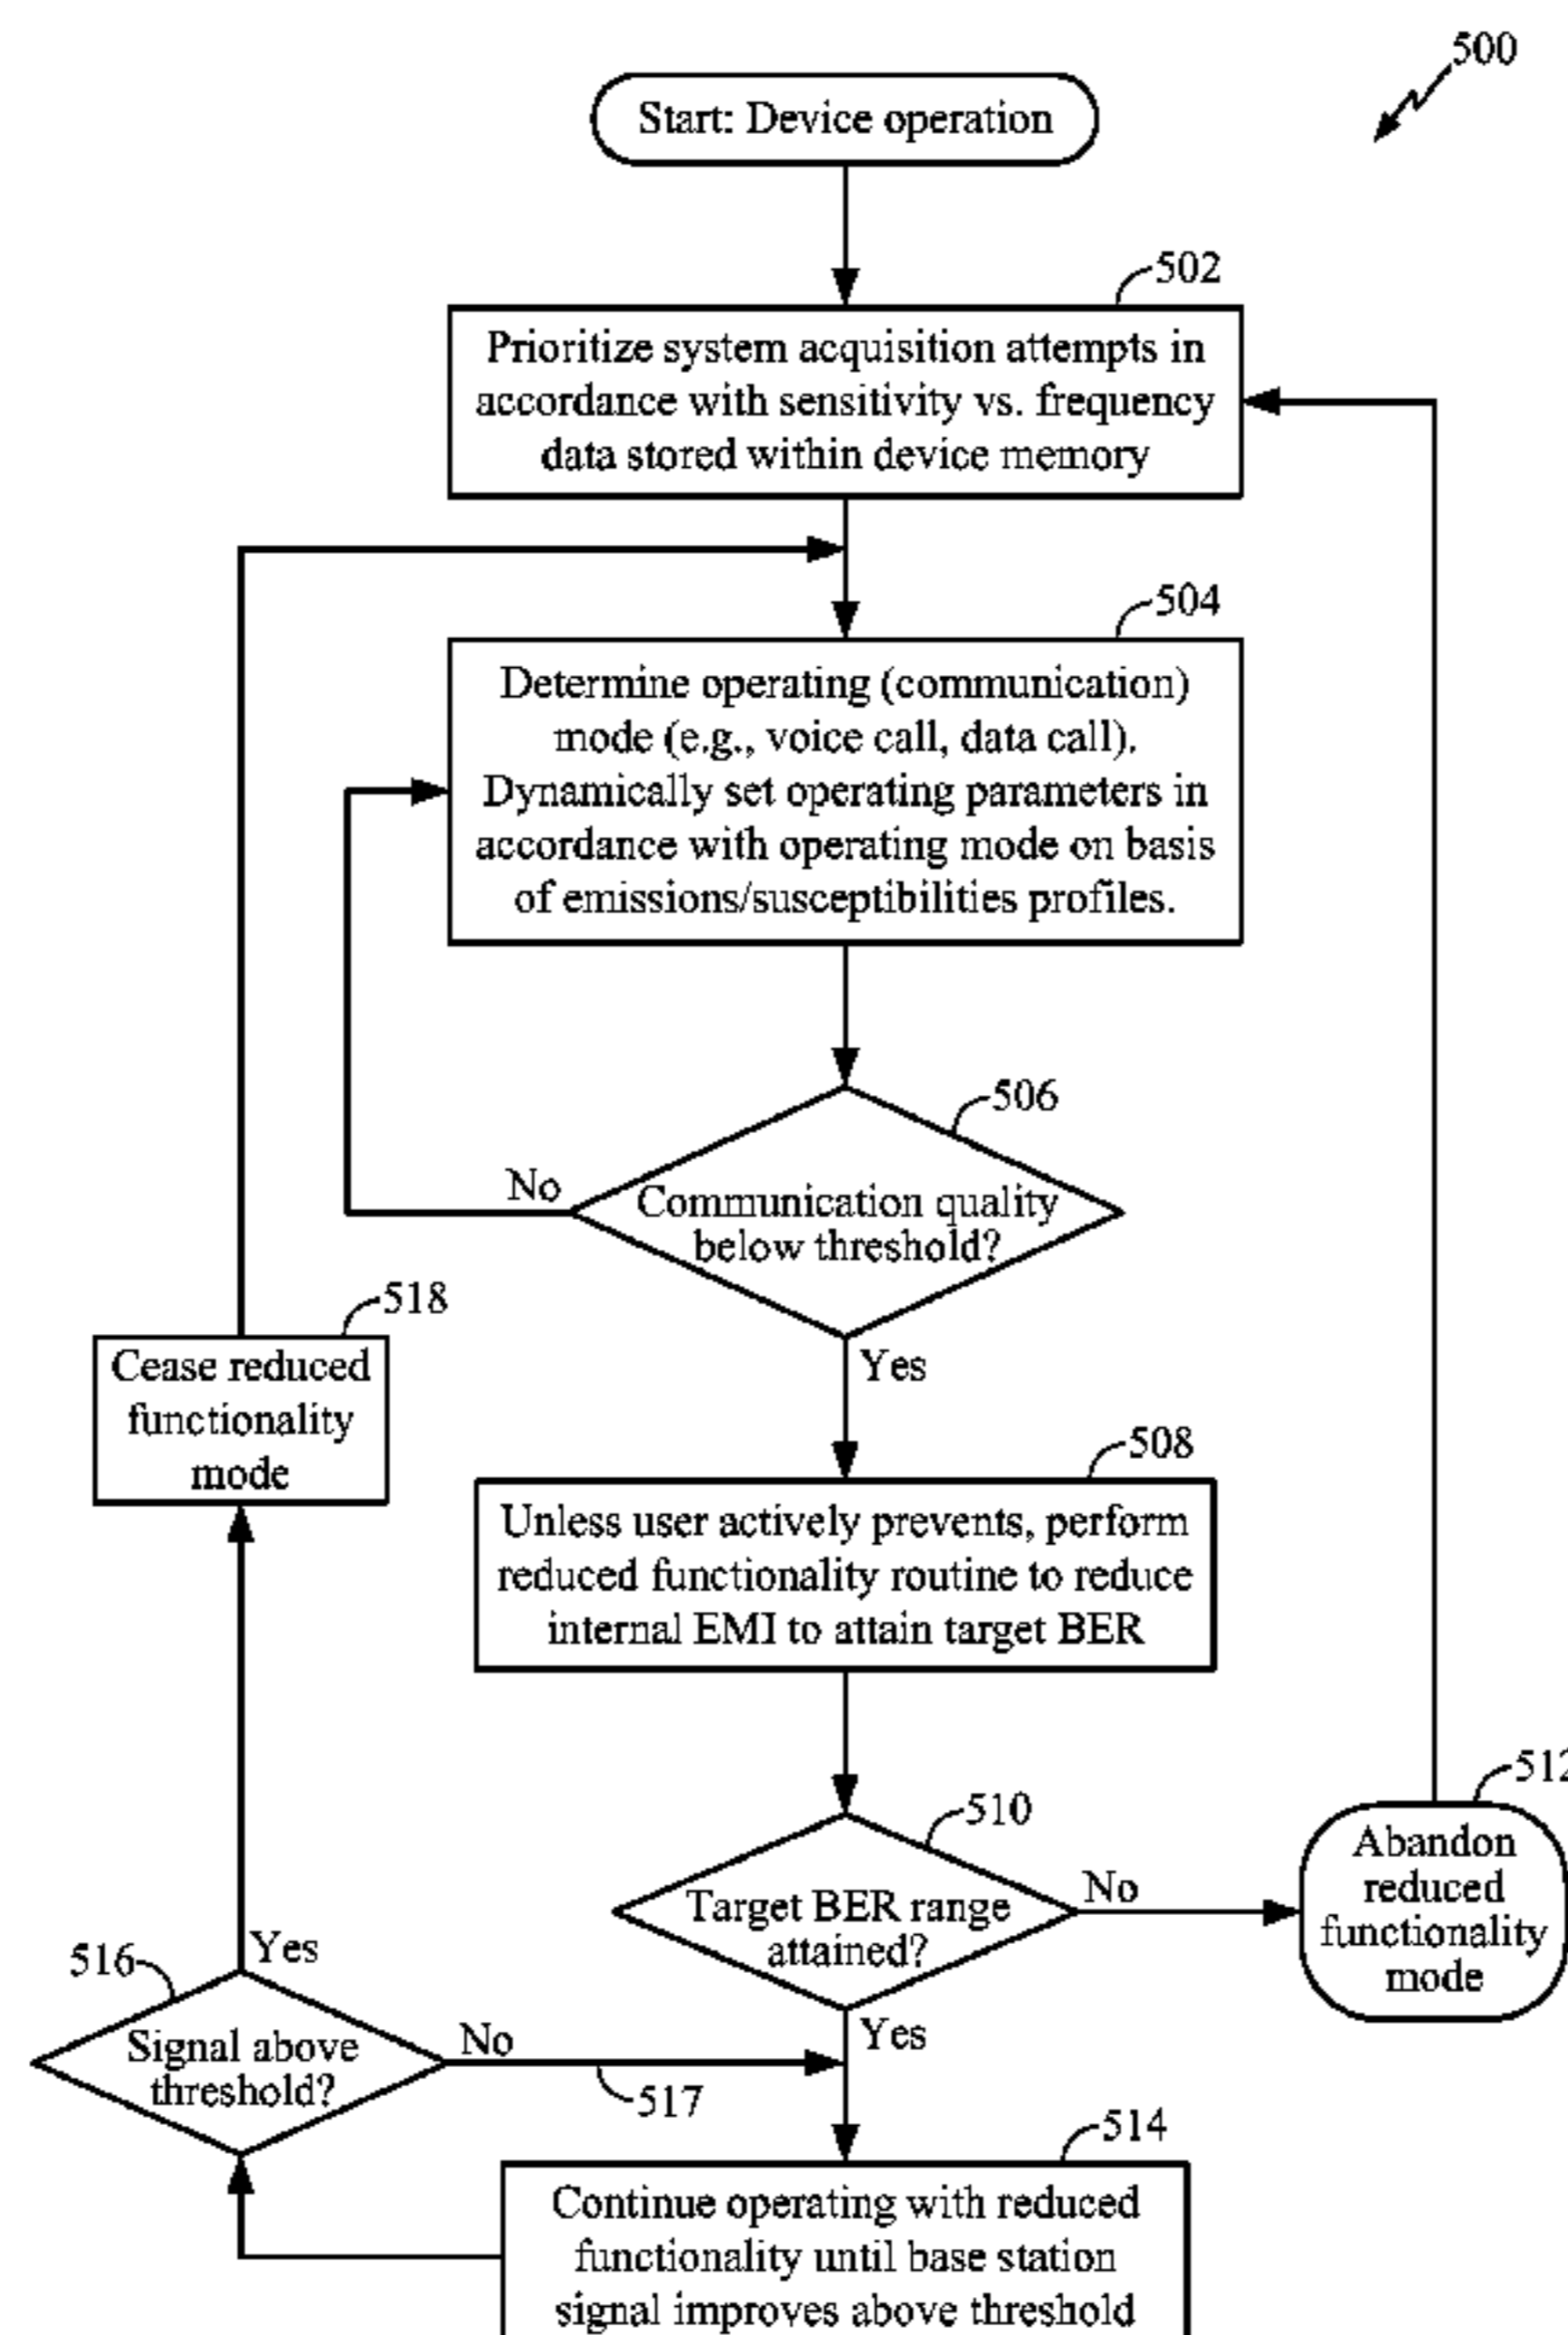 500
Start: Device operation
502
Prioritize system acquisition attempts in
accordance with sensitivity vs. frequency
data stored within device memory
504
Determine operating (communication)
mode (e.g., voice call, data call).
Dynamically set operating parameters in
accordance with operating mode on basis
of emissions/susceptibilities profiles.
506
No
Communication quality
below threshold?
Yes
518
Cease reduced
functionality
mode
508
Unless user actively prevents, perform
reduced functionality routine to reduce
internal EMI to attain target BER
510
Target BER range
attained?
No
512
Abandon
reduced
functionality
mode
Yes
516
Yes
Signal above
threshold?
No
517
514
Continue operating with reduced
functionality until base station
signal improves above threshold